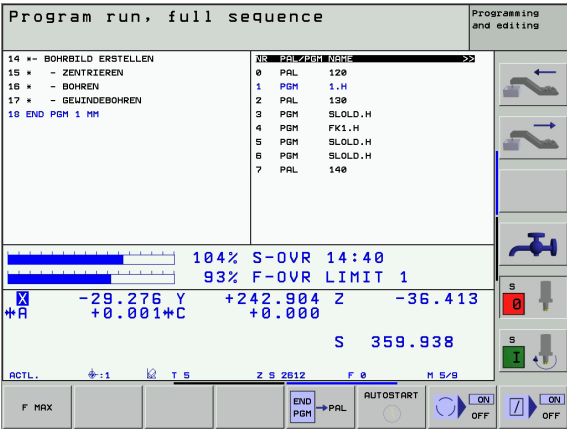 Program run, full sequence
Programming and editing
14 *- BOHRBILD ERSTELLEN
15 * - ZENTRIEREN
16 * - BOHREN
17 * - GEWINDEBOHREN
18 END PGM 1 MM
NR PAL/PGM NAME >>
0 PAL 120
1 PGM 1.H
2 PAL 130
3 PGM SLOLD.H
4 PGM FK1.H
5 PGM SLOLD.H
6 PGM SLOLD.H
7 PAL 140
104% S-OVR 14:40
93% F-OVR LIMIT 1
X -29.276 Y +242.904 Z -36.413
A +0.001 C +0.000
S 359.938
ACTL. :1 T 5 Z S 2612 F 0 M 5/9
S
0
S
I
F MAX
END PGM → PAL
AUTOSTART
ON
OFF
ON
OFF